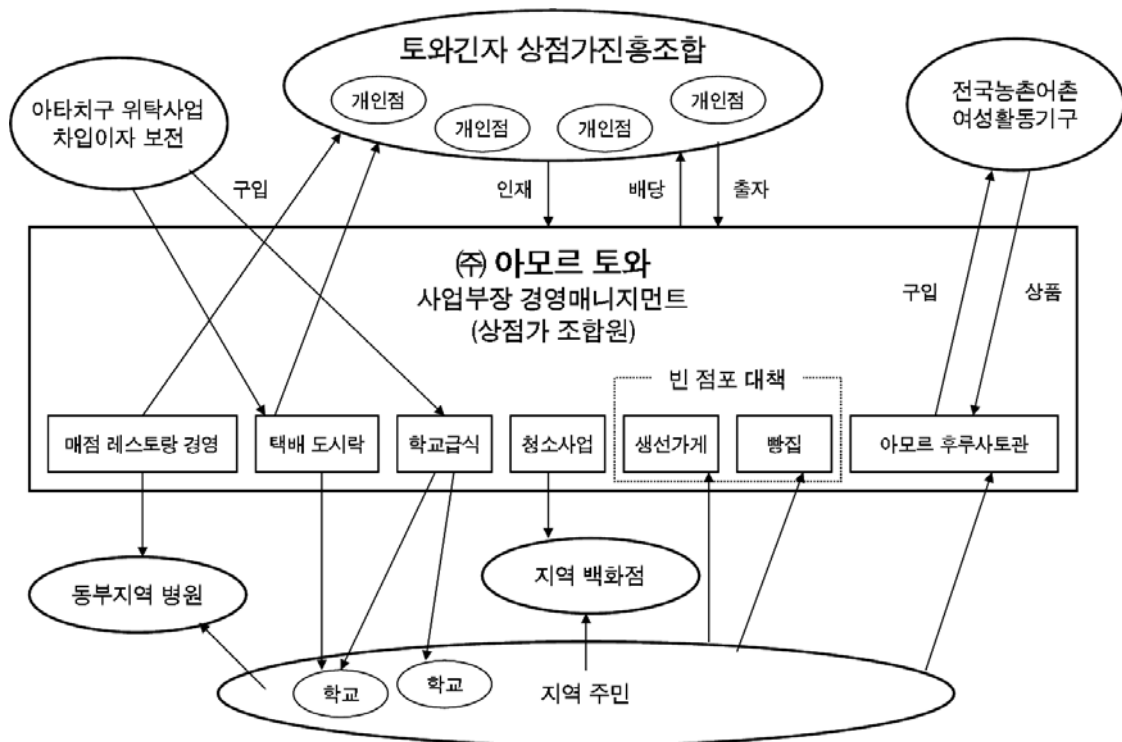 토와긴자 상점가진흥조합
개인점
개인점
개인점
개인점
아타치구 위탁사업
차입이자 보전
전국농촌어촌
여성활동기구
구입
인재
배당
출자
㈜ 아모르 토와
사업부장 경영매니지먼트
(상점가 조합원)
구입
상품
빈 점포 대책
매점 레스토랑 경영
택배 도시락
학교급식
청소사업
생선가게
빵집
아모르 후루사토관
동부지역 병원
지역 백화점
학교
학교
지역 주민